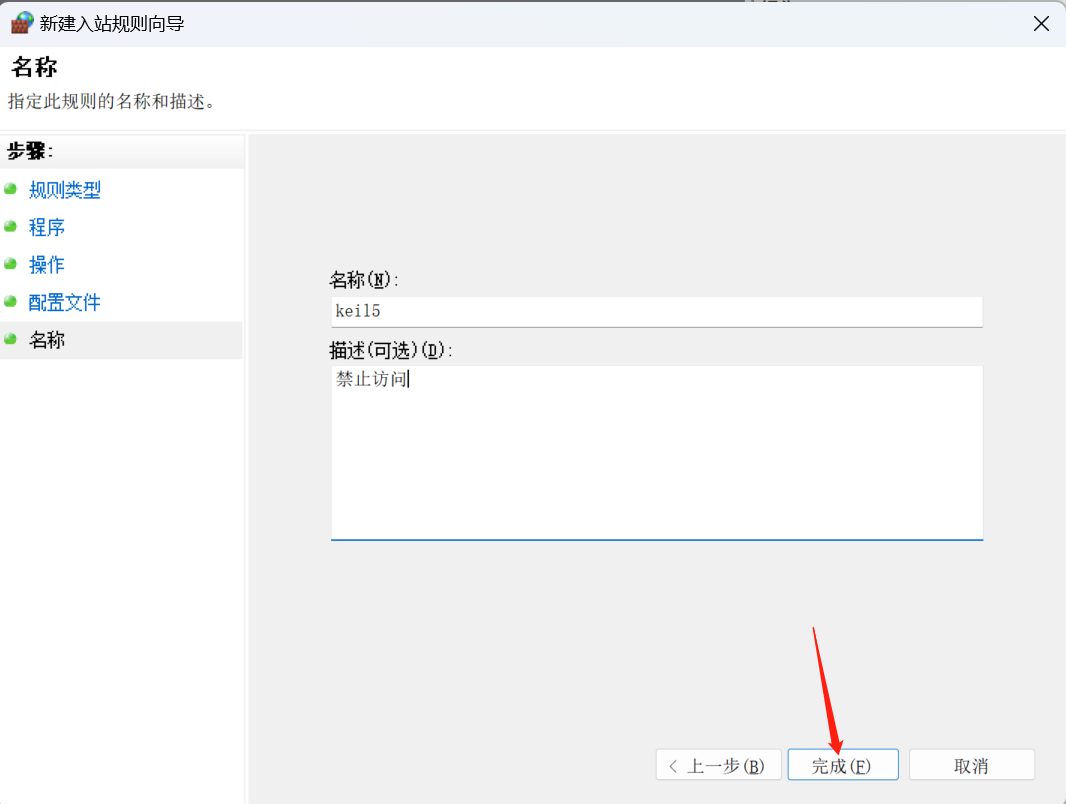 新建入站规则向导
名称
指定此规则的名称和描述。
步骤:
规则类型
程序
操作
配置文件
名称
名称(N):
keil5
描述(可选)(D):
禁止访问
< 上一步(B)
完成(F)
取消